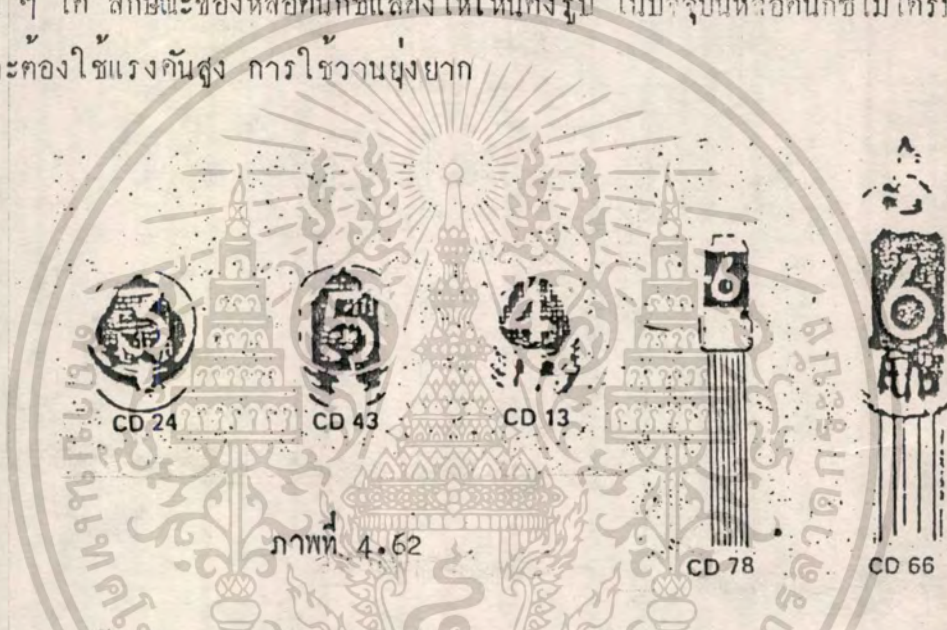 ๆ ได้ ลักษณะของหลอดนิกซี่แสดงให้เห็นดังรูป ในปัจจุบันหลอดนิกซี่ไม่ได้รับ
ะต้องใช้แรงดันสูง การใช้วานยุ่งยาก
3 5 4 6 6
CD 24 CD 43 CD 13 CD 78 CD 66
ภาพที่ 4.62